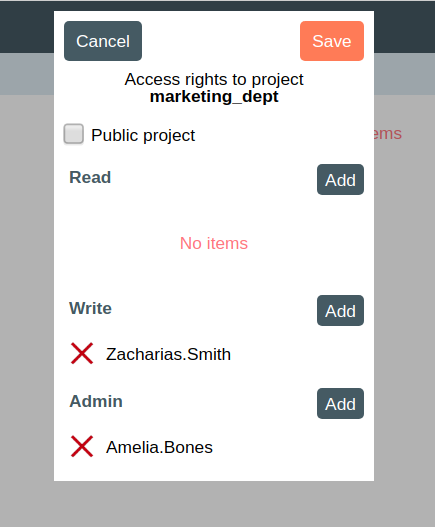 Cancel
Save
Access rights to project
marketing_dept
ems
Public project
Read
Add
No items
Write
Add
Zacharias.Smith
Admin
Add
Amelia.Bones